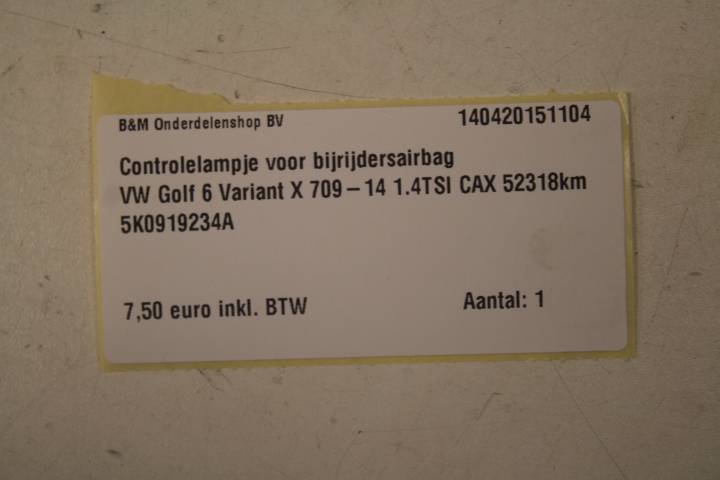 B&M Onderdelenshop BV 140420151104
Controlelampje voor bijrijdersairbag
VW Golf 6 Variant X 709 – 14 1.4TSI CAX 52318km
5K0919234A
7,50 euro inkl. BTW Aantal: 1